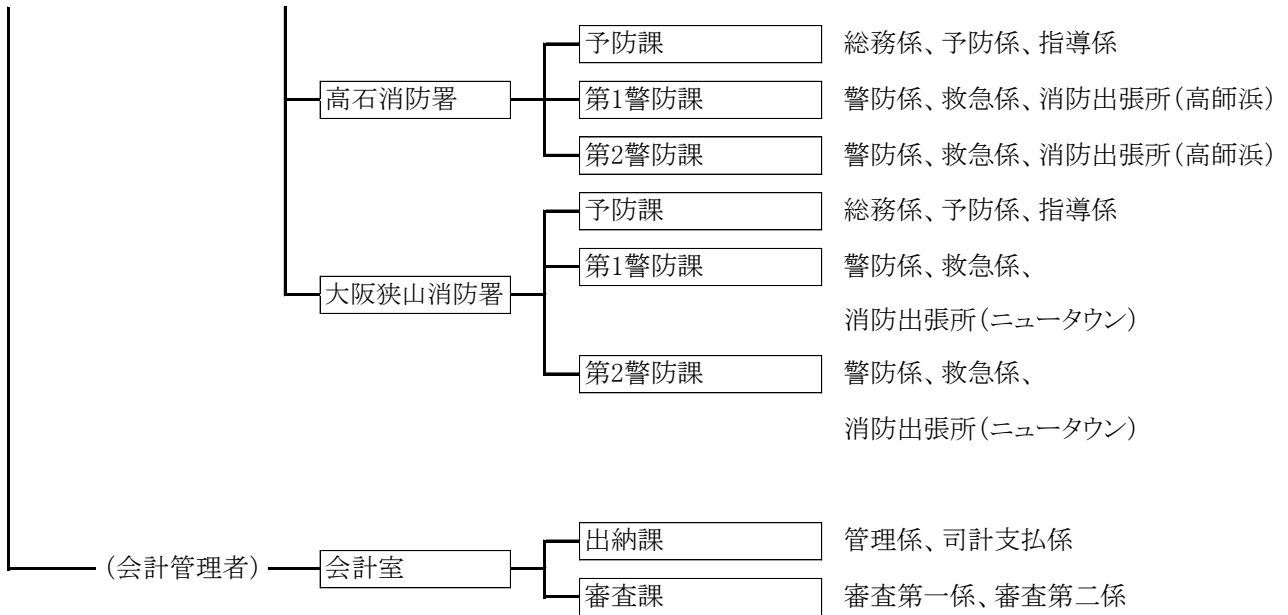 予防課 総務係、予防係、指導係
高石消防署 第1警防課 警防係、救急係、消防出張所(高師浜)
第2警防課 警防係、救急係、消防出張所(高師浜)
予防課 総務係、予防係、指導係
第1警防課 警防係、救急係、
大阪狭山消防署
消防出張所(ニュータウン)
第2警防課 警防係、救急係、
消防出張所(ニュータウン)
出納課 管理係、司計支払係
(会計管理者) 会計室
審査課 審査第一係、審査第二係